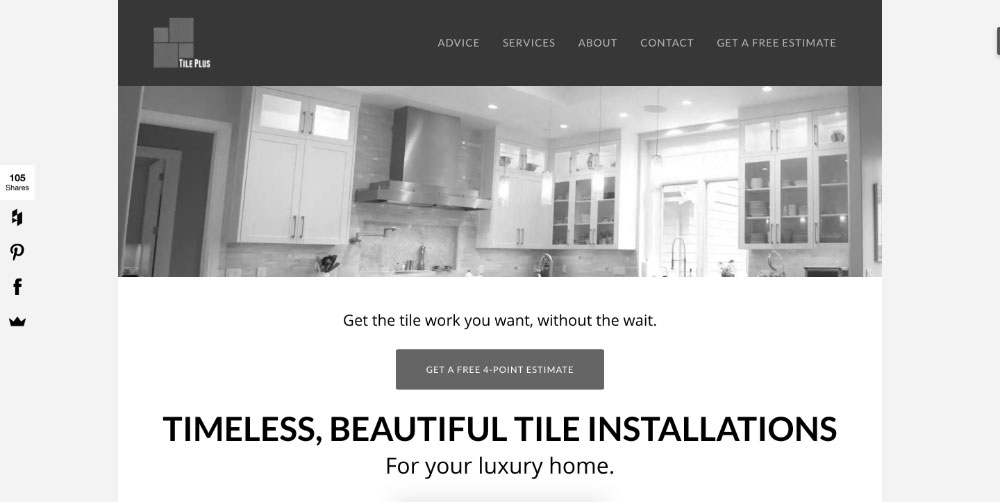 TILE PLUS
ADVICE SERVICES ABOUT CONTACT GET A FREE ESTIMATE
105
Shares
Get the tile work you want, without the wait.
GET A FREE 4-POINT ESTIMATE
TIMELESS, BEAUTIFUL TILE INSTALLATIONS
For your luxury home.